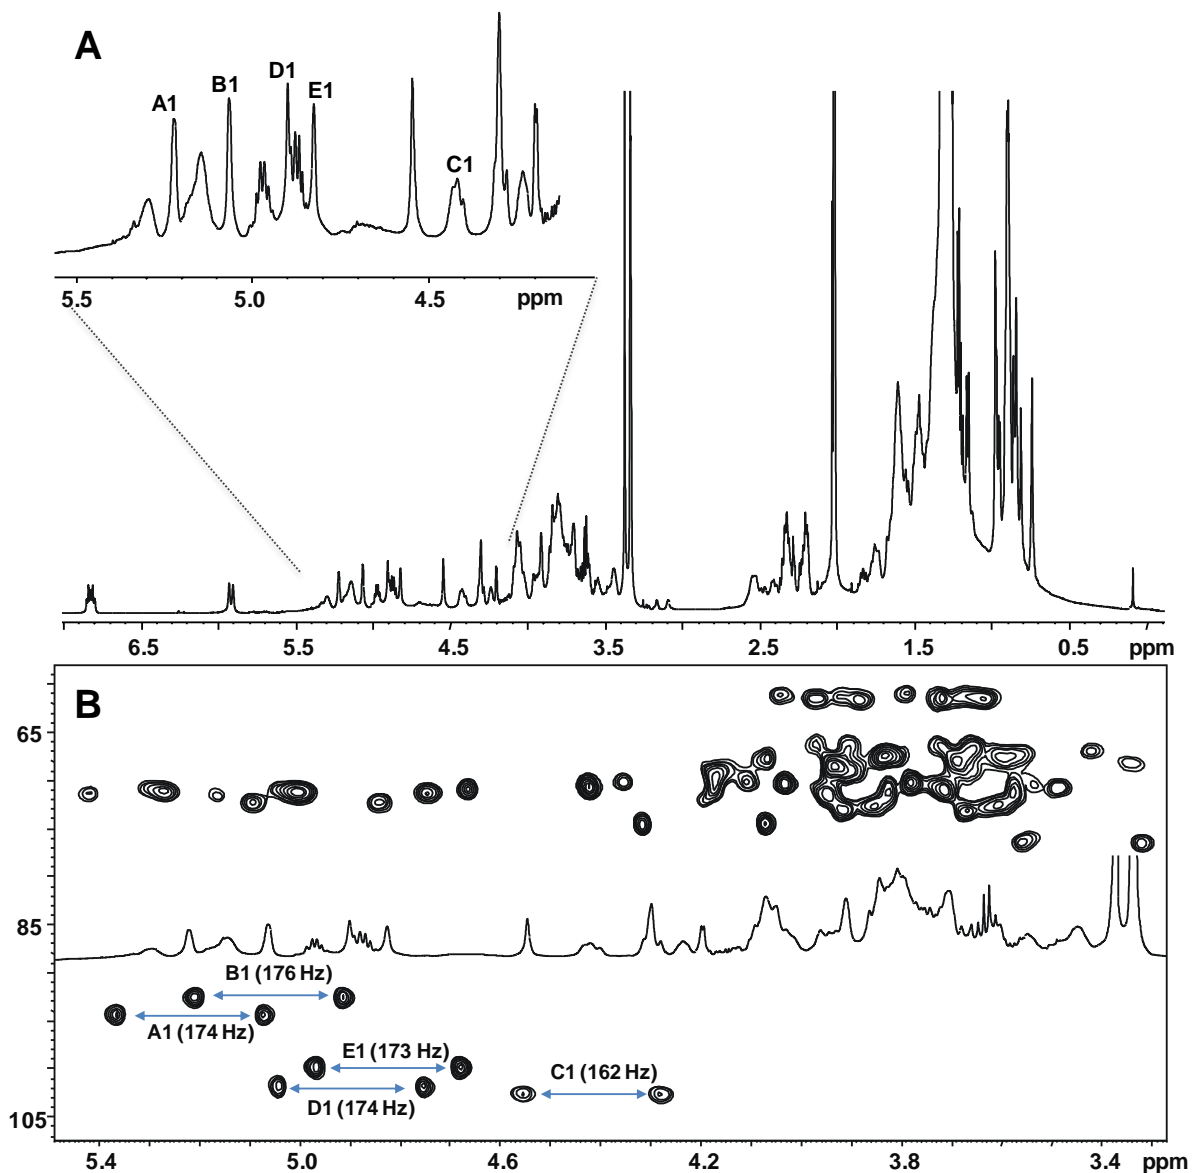 A
A1
B1
D1
E1
C1
5.5 5.0 4.5 ppm
6.5 5.5 4.5 3.5 2.5 1.5 0.5 ppm
B
65
85
B1 (176 Hz)
A1 (174 Hz)
E1 (173 Hz)
C1 (162 Hz)
D1 (174 Hz)
105
5.4 5.0 4.6 4.2 3.8 3.4 ppm